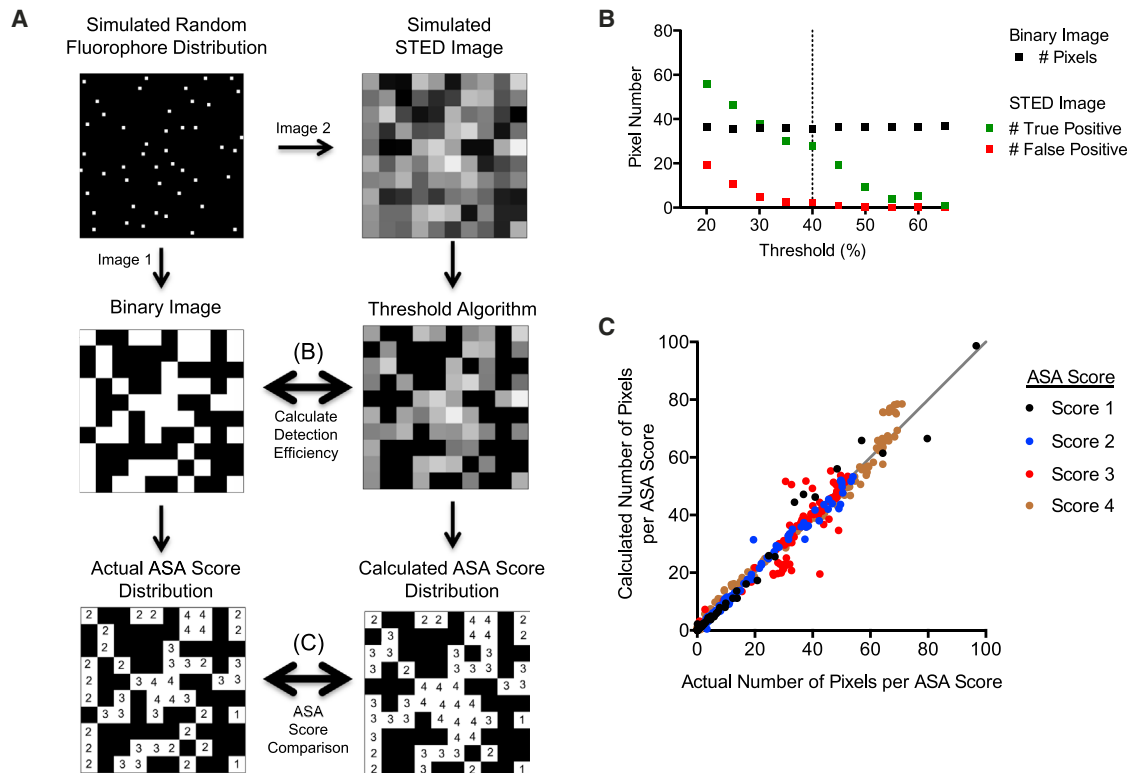 A
Simulated Random
Fluorophore Distribution
Simulated
STED Image
Image 2
Image 1
Binary Image
Threshold Algorithm
(B)
Calculate
Detection
Efficiency
Actual ASA Score
Distribution
Calculated ASA Score
Distribution
(C)
ASA
Score
Comparison
B
Pixel Number
80
60
40
20
0
20 30 40 50 60
Threshold (%)
Binary Image
# Pixels
STED Image
# True Positive
# False Positive
C
Calculated Number of Pixels
per ASA Score
100
80
60
40
20
0
0 20 40 60 80 100
Actual Number of Pixels per ASA Score
ASA Score
Score 1
Score 2
Score 3
Score 4